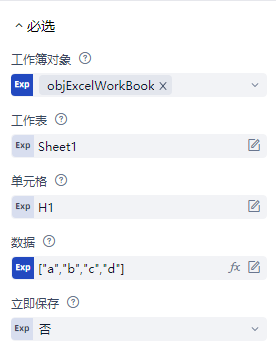 必选
工作簿对象
Exp objExcelWorkBook
工作表
Exp Sheet1
单元格
Exp H1
数据
Exp ["a","b","c","d"] fx
立即保存
Exp 否